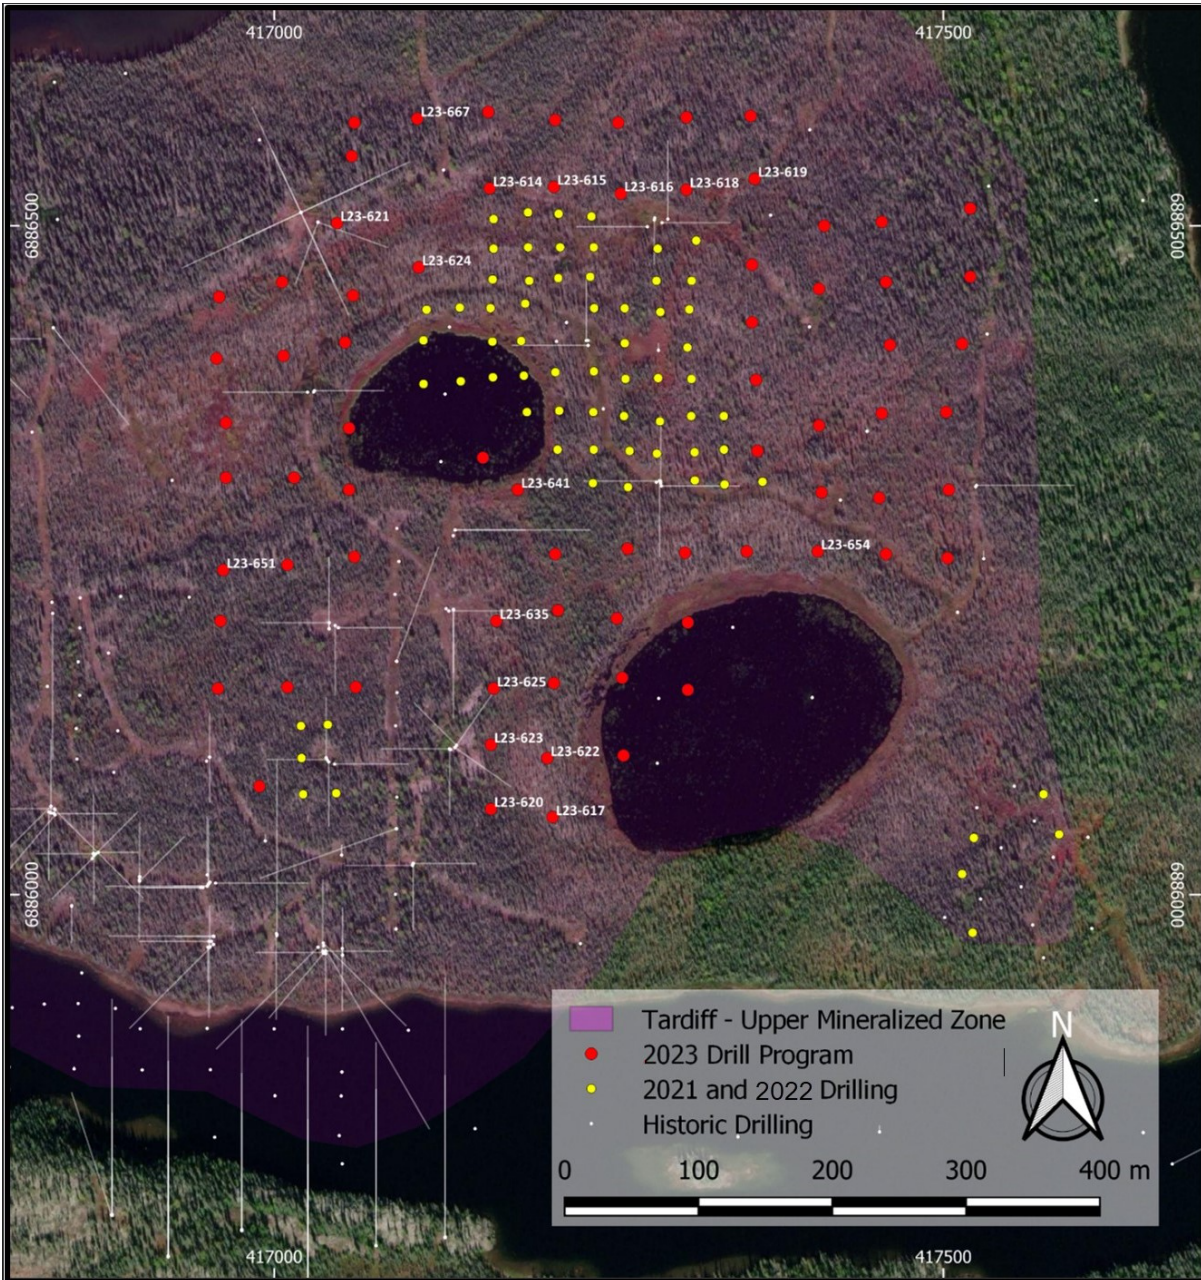 417000
417500
L23-667
L23-614
L23-615
L23-616
L23-618
L23-619
L23-621
6886500
6886500
L23-624
L23-641
L23-654
L23-651
L23-635
L23-625
L23-623
L23-622
L23-620
L23-617
6886000
6886000
Tardiff - Upper Mineralized Zone
N
2023 Drill Program
2021 and 2022 Drilling
Historic Drilling
0 100 200 300 400 m
417000
417500